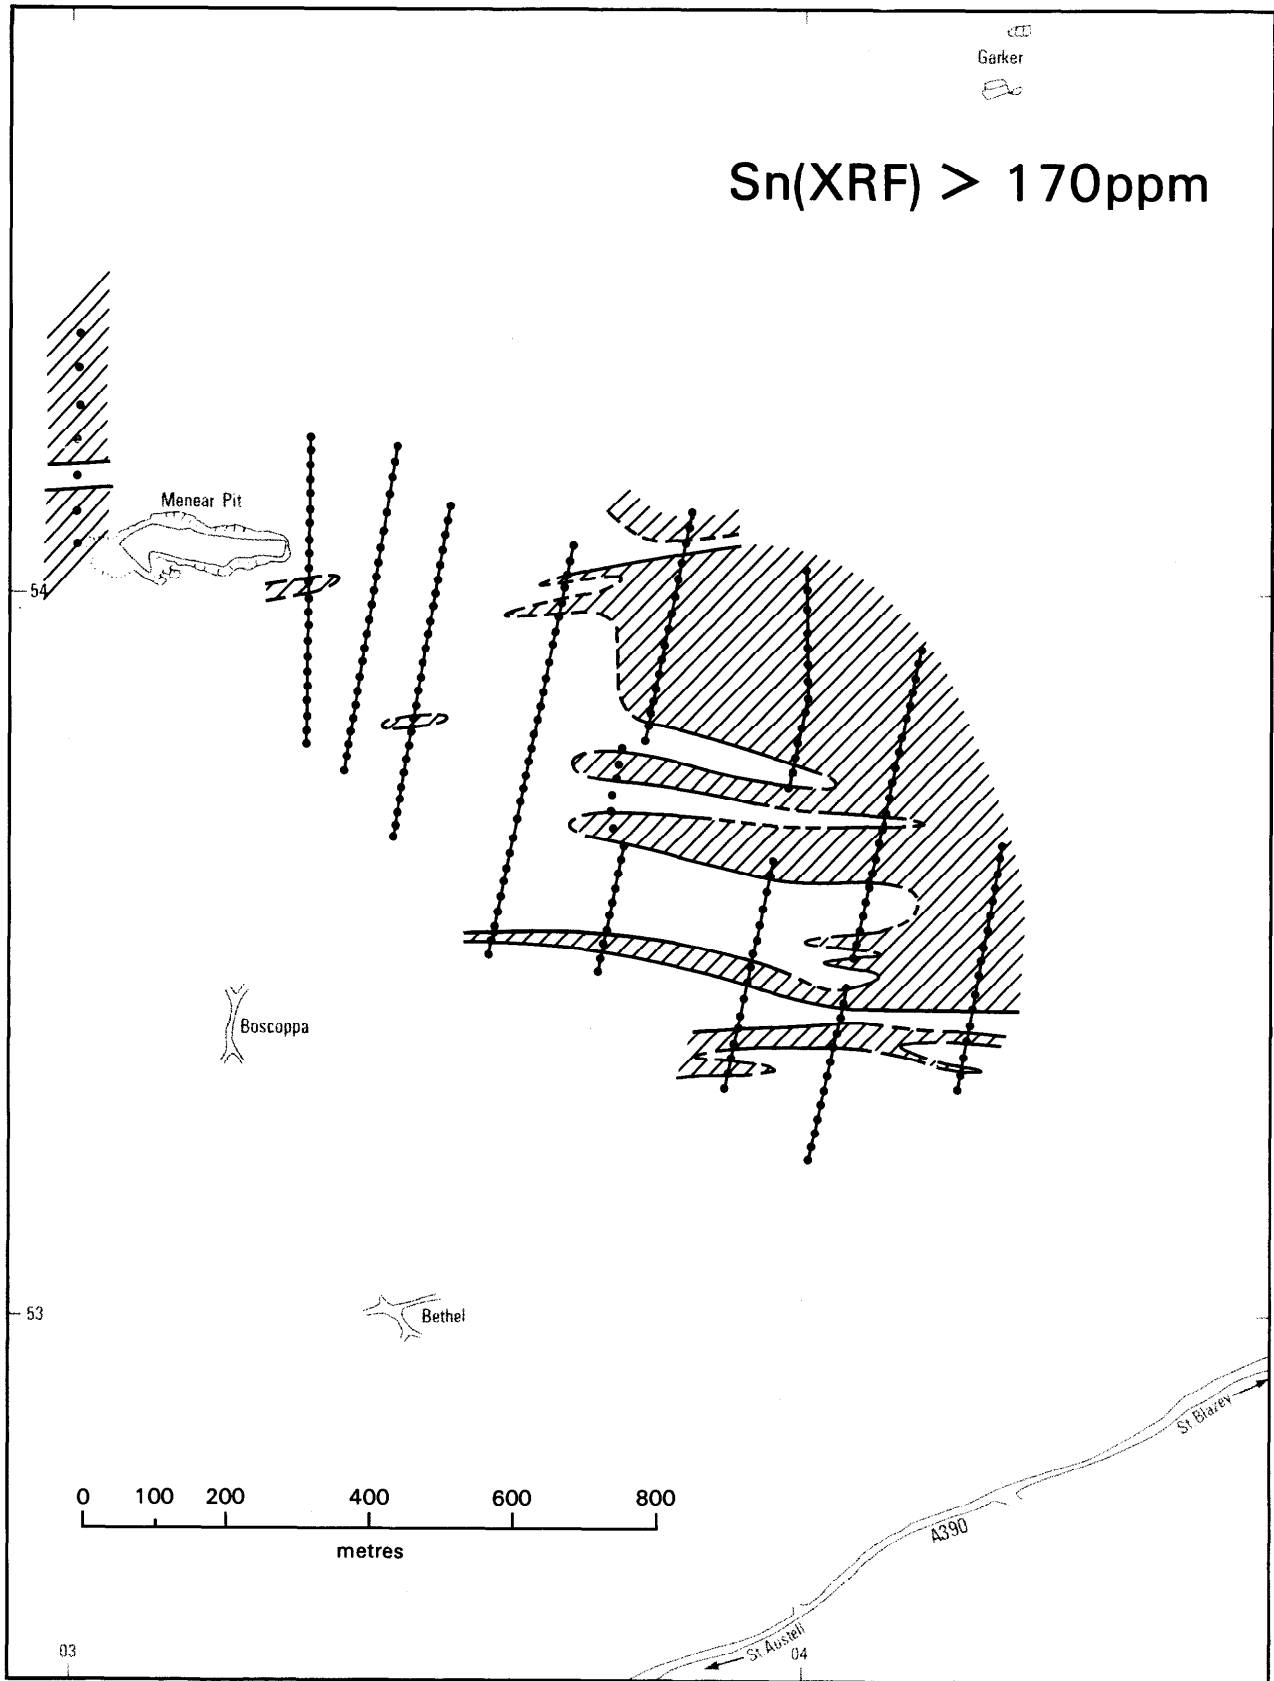 Garker
Sn(XRF) > 170ppm
Menear Pit
54
Boscoppa
53
Bethel
St. Blazey
0 100 200 400 600 800
metres
A390
St. Austell
03
04